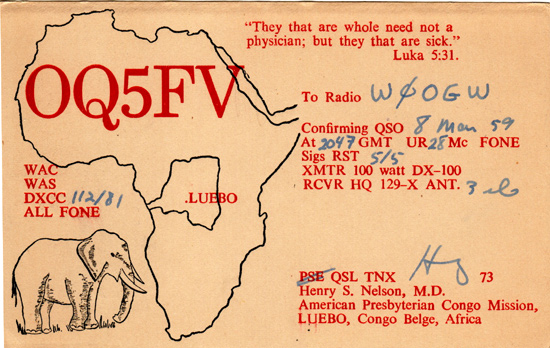 "They that are whole need not a
physician; but they that are sick."
Luka 5:31.
OQ5FV
To Radio WØOGW
Confirming QSO 8 Mar 59
At 2047 GMT UR 28 Mc FONE
Sigs RST 5/5
XMTR 100 watt DX-100
RCVR HQ 129-X ANT. 3 el
WAC
WAS
DXCC 112/81
ALL FONE
.LUEBO
PSE QSL TNX 73
Henry S. Nelson, M.D.
American Presbyterian Congo Mission,
LUEBO, Congo Belge, Africa